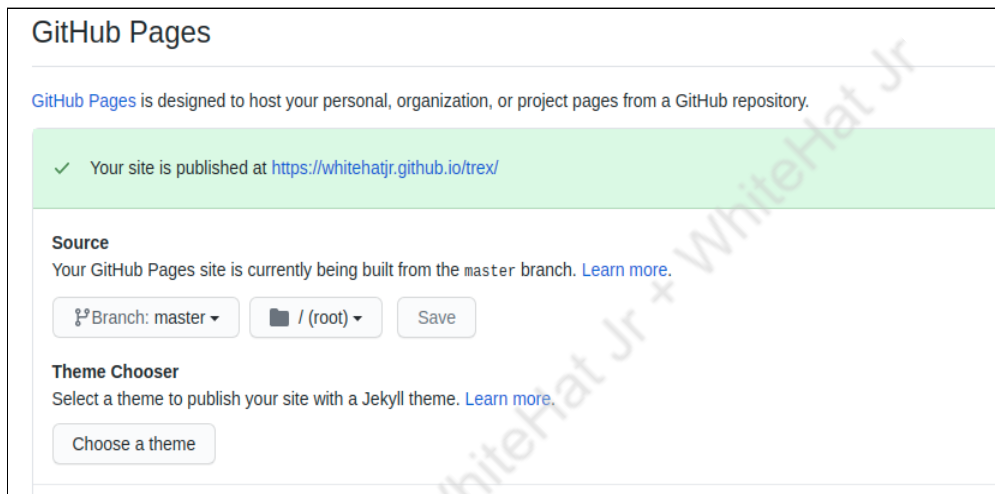 GitHub Pages
GitHub Pages is designed to host your personal, organization, or project pages from a GitHub repository.
Your site is published at https://whitehatjr.github.io/trex/
Source
Your GitHub Pages site is currently being built from the master branch. Learn more.
Branch: master
/ (root)
Save
Theme Chooser
Select a theme to publish your site with a Jekyll theme. Learn more.
Choose a theme
WhiteHat Jr + WhiteHat Jr